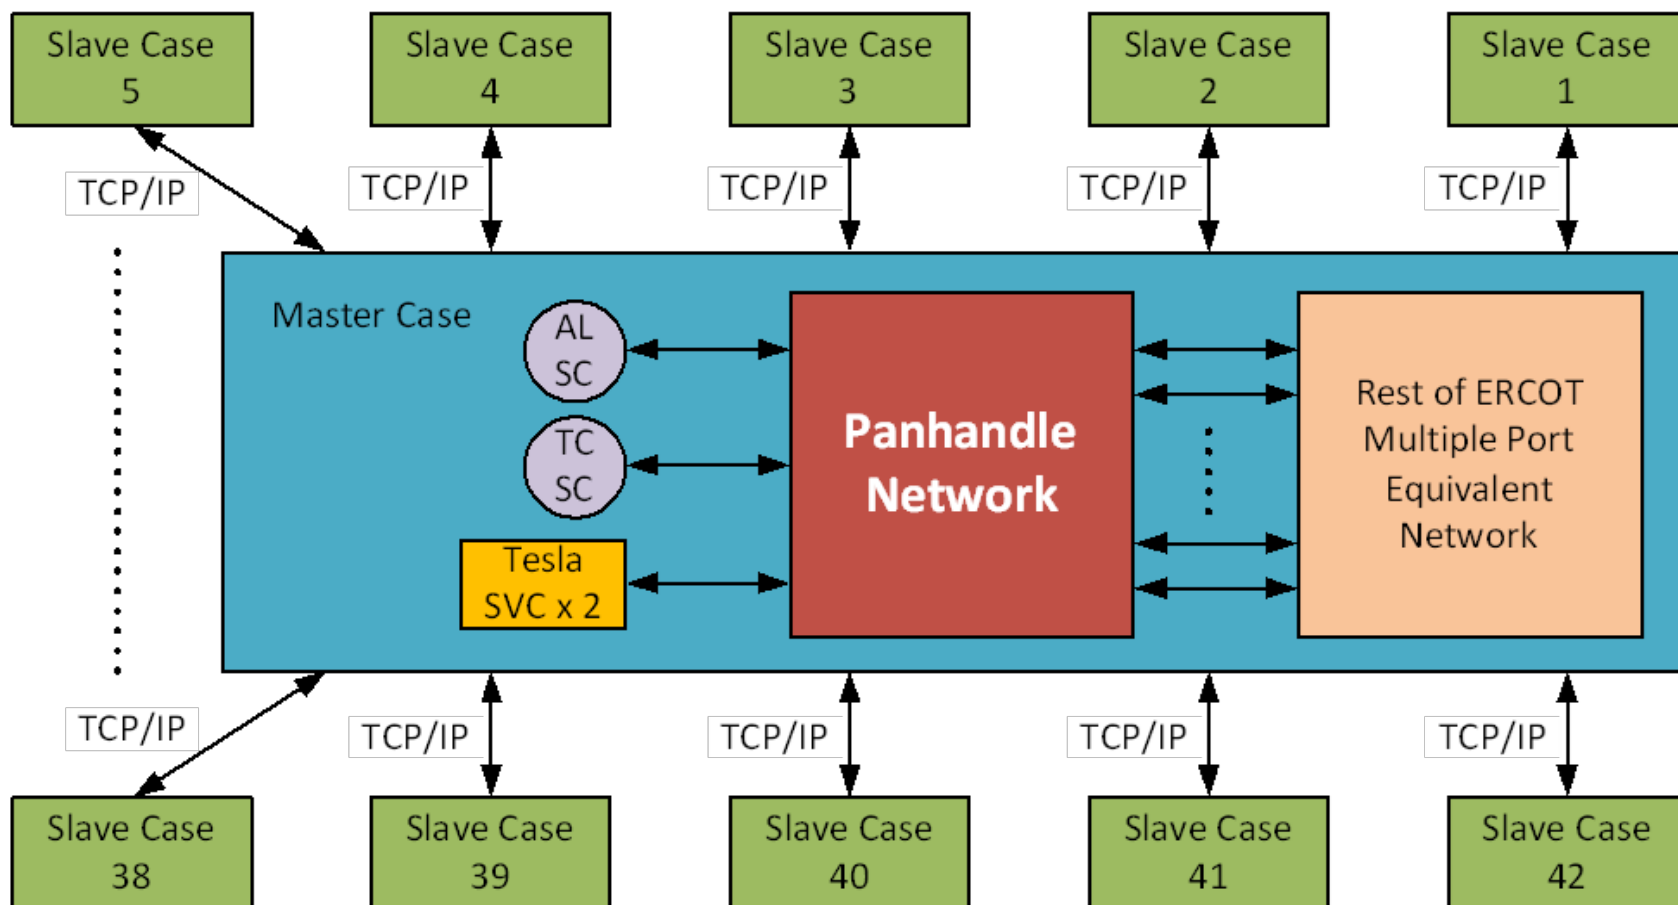 Slave Case
5
Slave Case
4
Slave Case
3
Slave Case
2
Slave Case
1
TCP/IP
TCP/IP
TCP/IP
TCP/IP
TCP/IP
Master Case
AL
SC
TC
SC
Tesla
SVC x 2
Panhandle
Network
Rest of ERCOT
Multiple Port
Equivalent
Network
TCP/IP
TCP/IP
TCP/IP
TCP/IP
TCP/IP
Slave Case
38
Slave Case
39
Slave Case
40
Slave Case
41
Slave Case
42